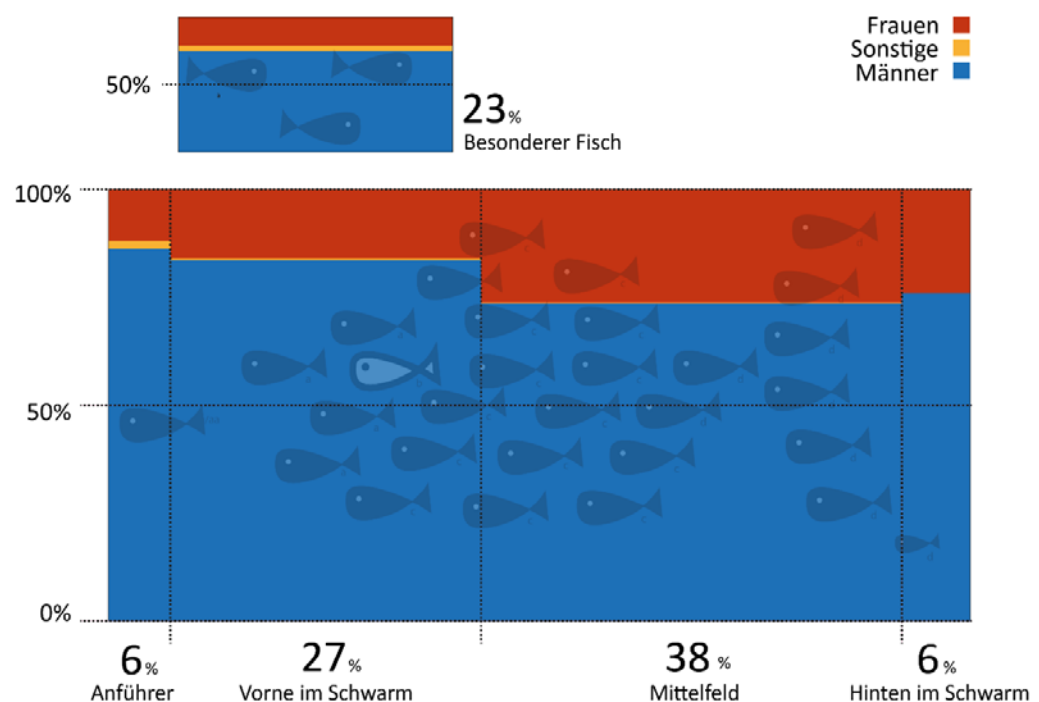 Frauen
Sonstige
Männer
50%
23%
Besonderer Fisch
100%
50%
0%
6%
Anführer
27%
Vorne im Schwarm
38 %
Mittelfeld
6%
Hinten im Schwarm